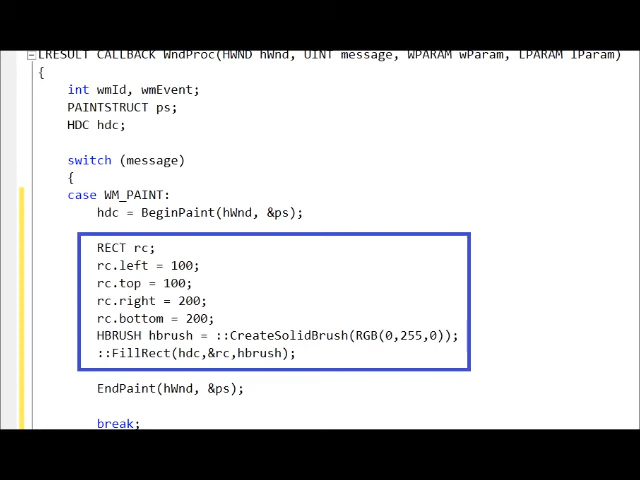 LRESULT CALLBACK WndProc(HWND hWnd, UINT message, WPARAM wParam, LPARAM lParam)
{
int wmId, wmEvent;
PAINTSTRUCT ps;
HDC hdc;
switch (message)
{
case WM_PAINT:
hdc = BeginPaint(hWnd, &ps);
RECT rc;
rc.left = 100;
rc.top = 100;
rc.right = 200;
rc.bottom = 200;
HBRUSH hbrush = ::CreateSolidBrush(RGB(0,255,0));
::FillRect(hdc,&rc,hbrush);
EndPaint(hWnd, &ps);
break;